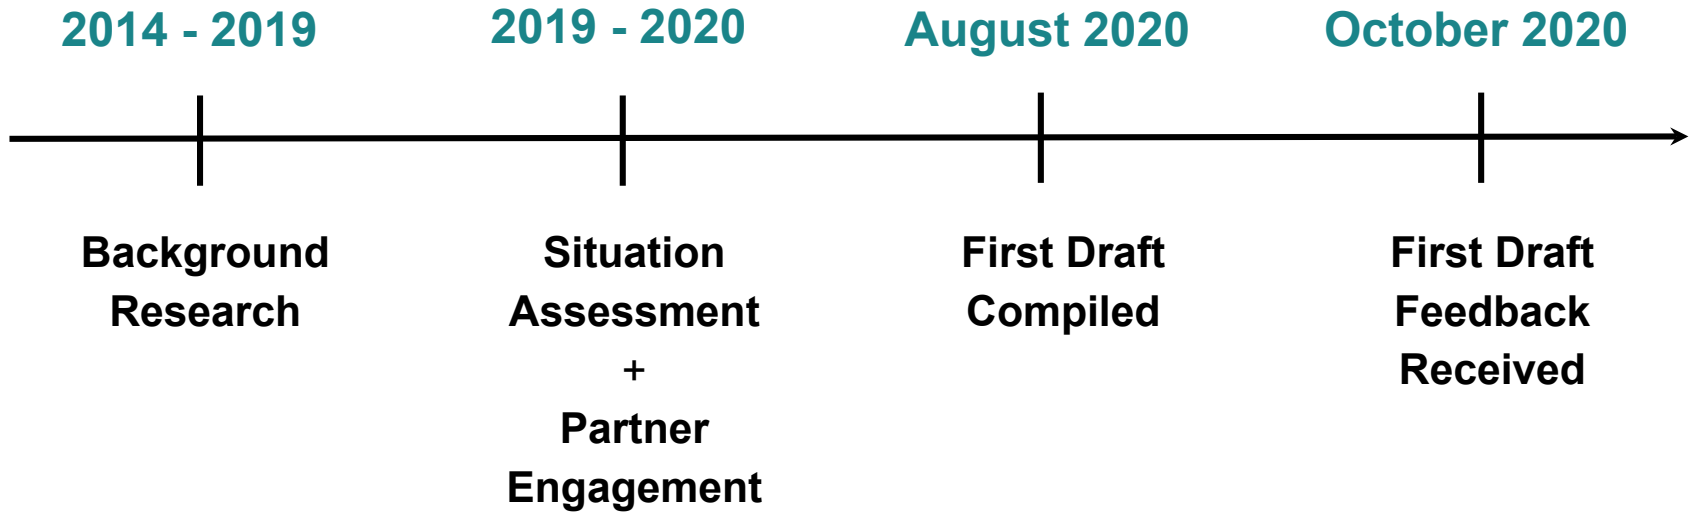 2014 - 2019
2019 - 2020
August 2020
October 2020
Background
Research
Situation
Assessment
+
Partner
Engagement
First Draft
Compiled
First Draft
Feedback
Received